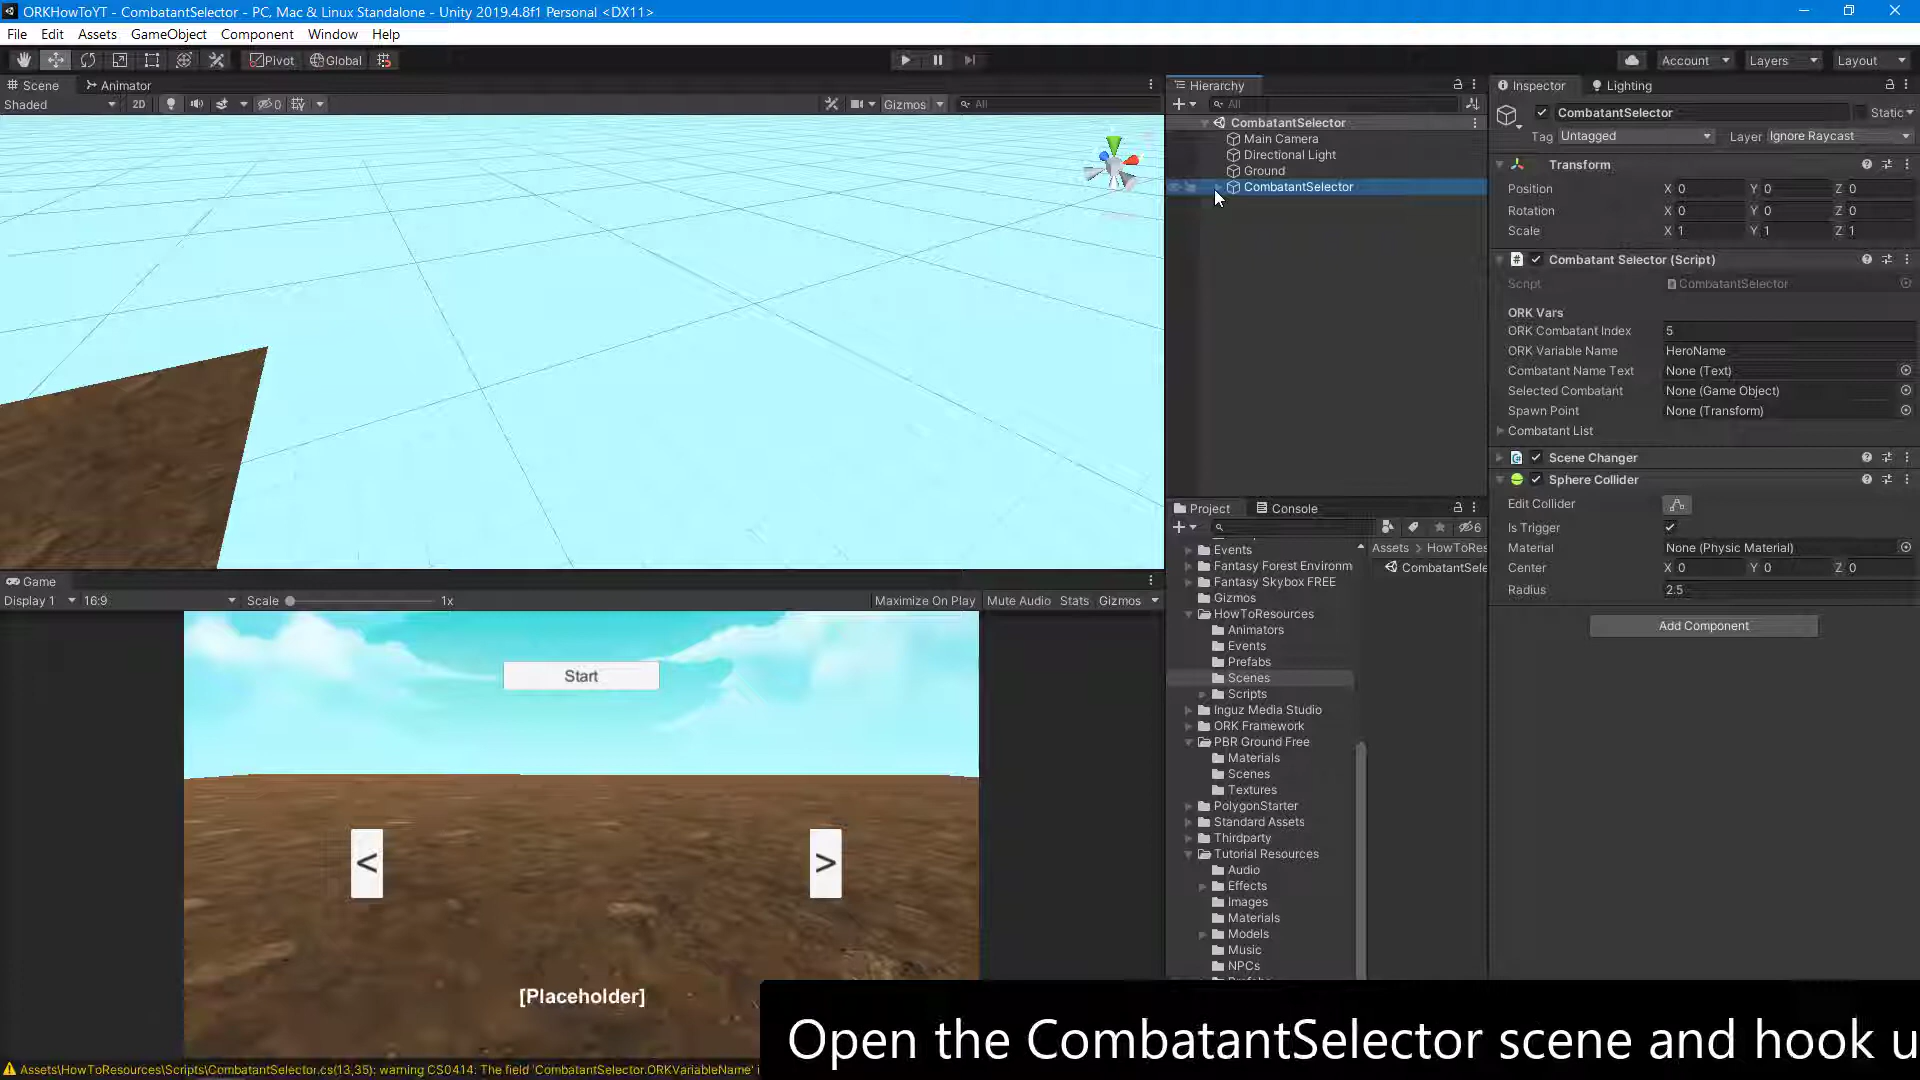 ORKHowToYT - CombatantSelector - PC, Mac & Linux Standalone - Unity 2019.4.8f1 Personal <DX11>
File Edit Assets GameObject Component Window Help
Pivot Global Account Layers Layout
Scene Animator
Shaded 2D 0 Gizmos All
Game
Display 1 16:9 Scale 1x Maximize On Play Mute Audio Stats Gizmos
Start
<
>
[Placeholder]
Hierarchy
All
CombatantSelector
Main Camera
Directional Light
Ground
CombatantSelector
Project Console
6
Events
Fantasy Forest Environm
Fantasy Skybox FREE
Gizmos
HowToResources
Animators
Events
Prefabs
Scenes
Scripts
Inguz Media Studio
ORK Framework
PBR Ground Free
Materials
Scenes
Textures
PolygonStarter
Standard Assets
Thirdparty
Tutorial Resources
Audio
Effects
Images
Materials
Models
Music
NPCs
Assets > HowToRes
CombatantSele
Inspector Lighting
CombatantSelector Static
Tag Untagged Layer Ignore Raycast
Transform
Position X 0 Y 0 Z 0
Rotation X 0 Y 0 Z 0
Scale X 1 Y 1 Z 1
Combatant Selector (Script)
Script CombatantSelector
ORK Vars
ORK Combatant Index 5
ORK Variable Name HeroName
Combatant Name Text None (Text)
Selected Combatant None (Game Object)
Spawn Point None (Transform)
Combatant List
Scene Changer
Sphere Collider
Edit Collider
Is Trigger
Material None (Physic Material)
Center X 0 Y 0 Z 0
Radius 2.5
Add Component
Open the CombatantSelector scene and hook u
Assets\HowToResources\Scripts\CombatantSelector.cs(13,35): warning CS0414: The field 'CombatantSelector.ORKVariableName' i